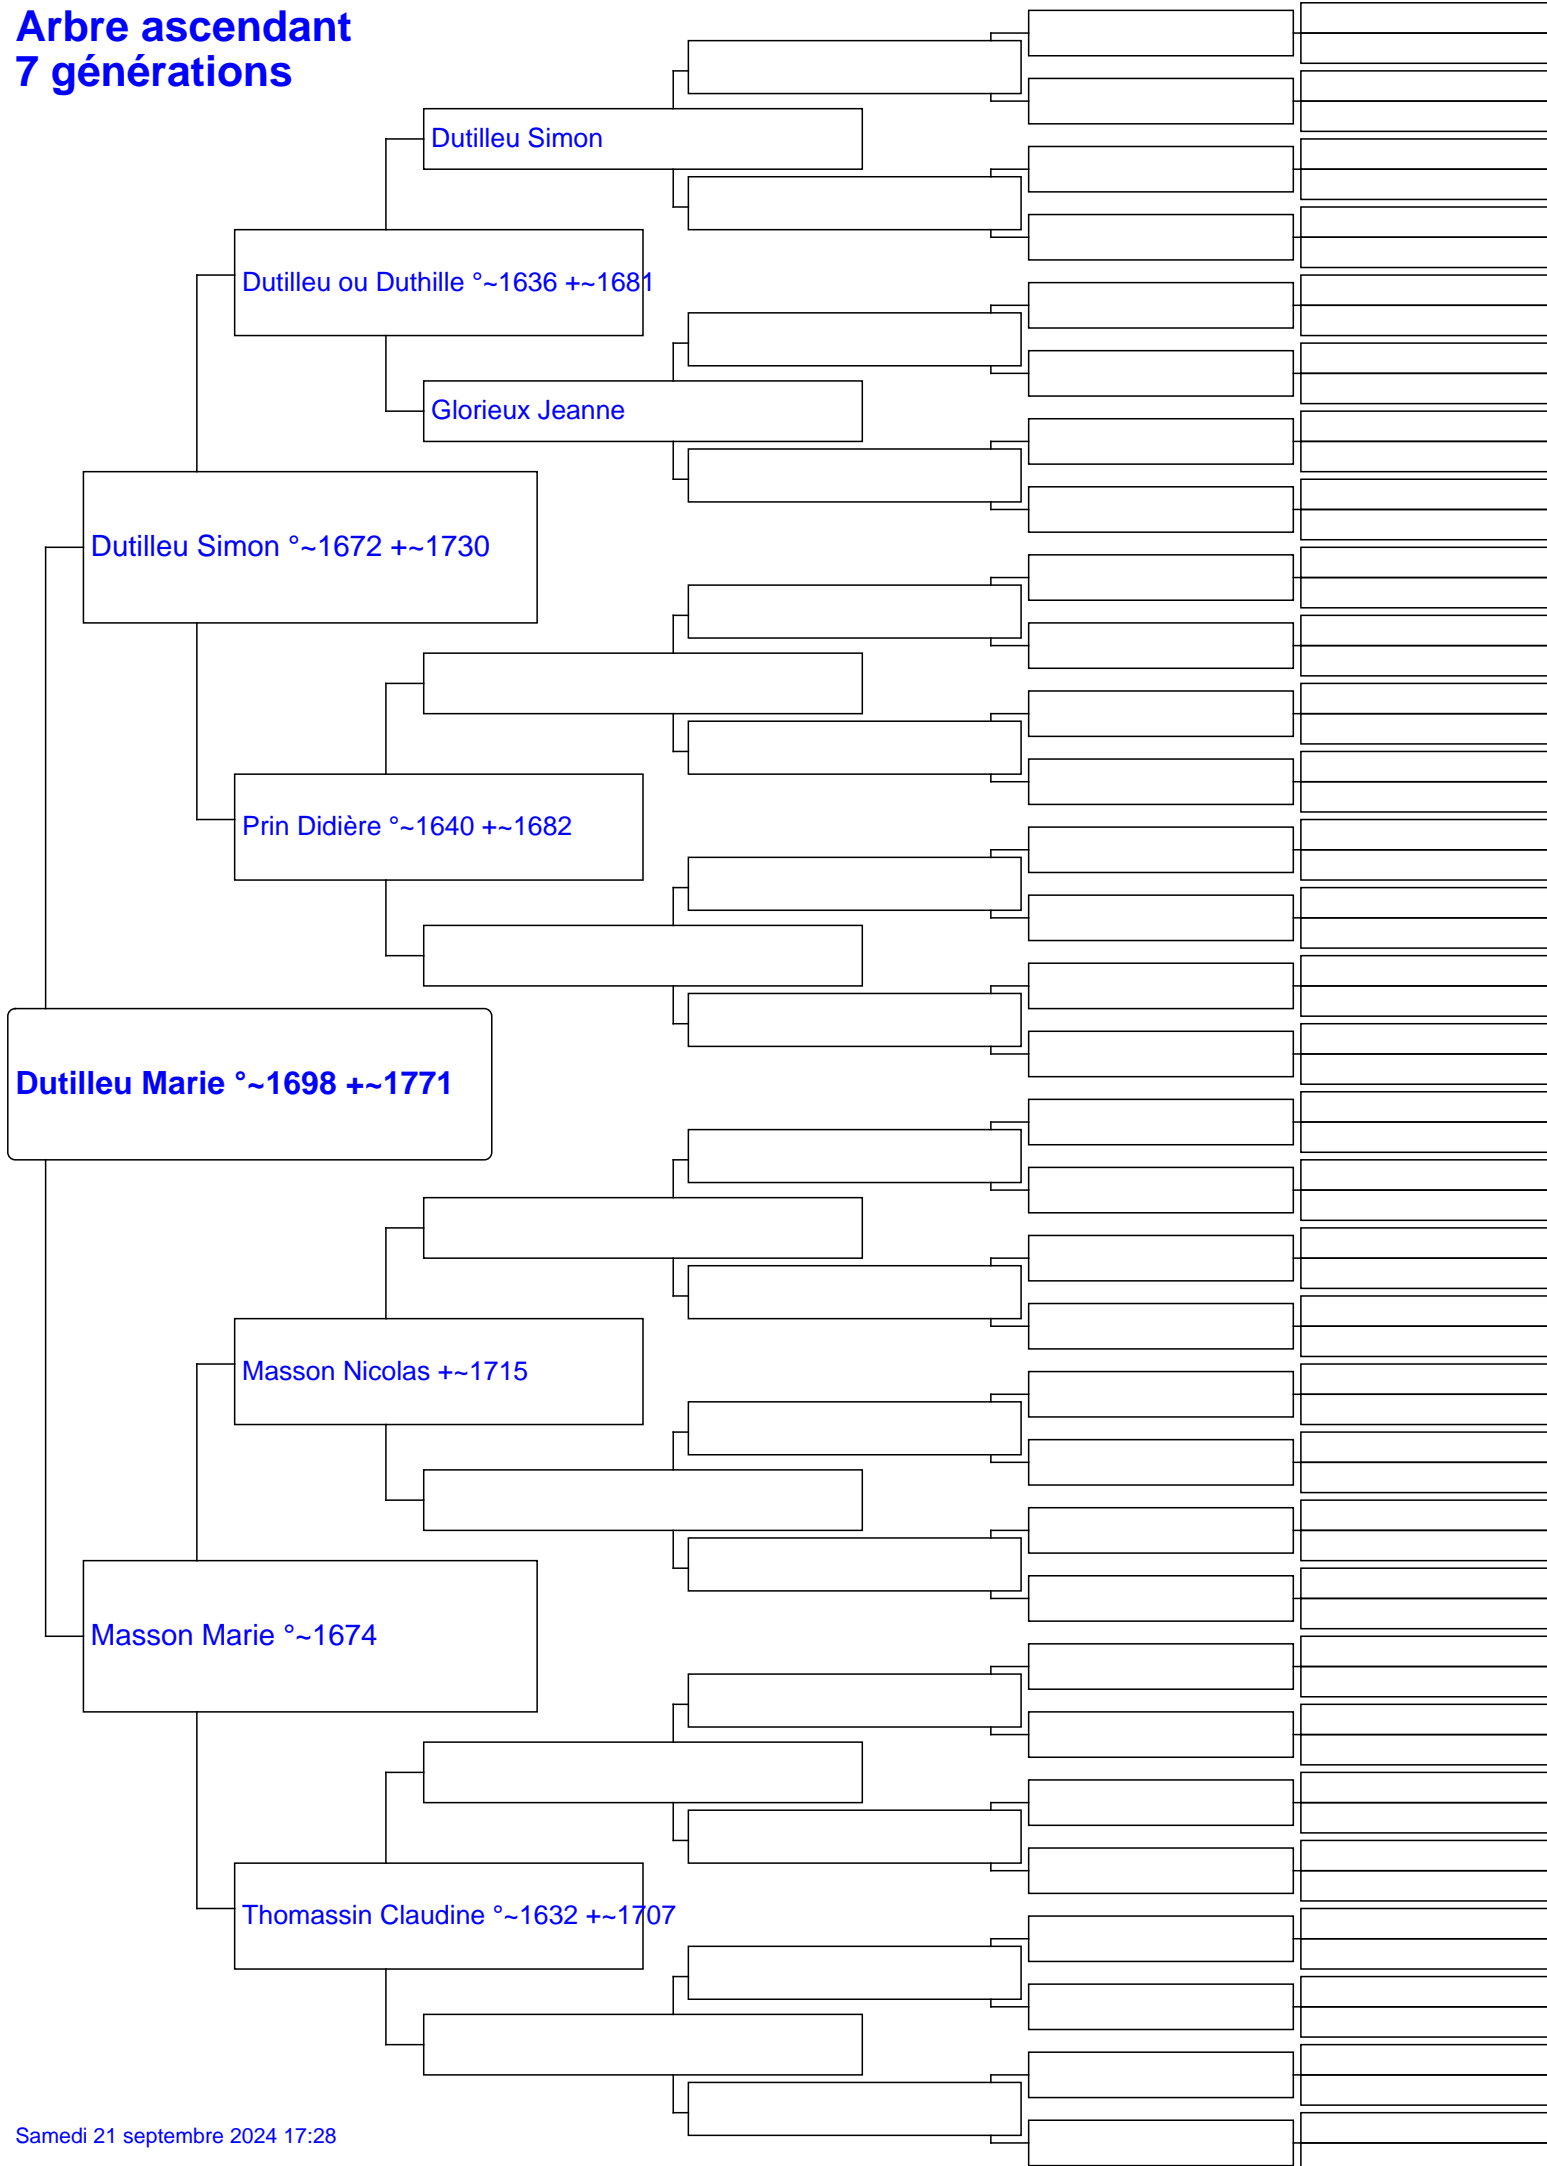 Arbre ascendant
7 générations
Dutilleu Simon
Dutilleu ou Duthille °~1636 +~1681
Glorieux Jeanne
Dutilleu Simon °~1672 +~1730
Prin Didière °~1640 +~1682
Dutilleu Marie °~1698 +~1771
Masson Nicolas +~1715
Masson Marie °~1674
Thomassin Claudine °~1632 +~1707
Samedi 21 septembre 2024 17:28